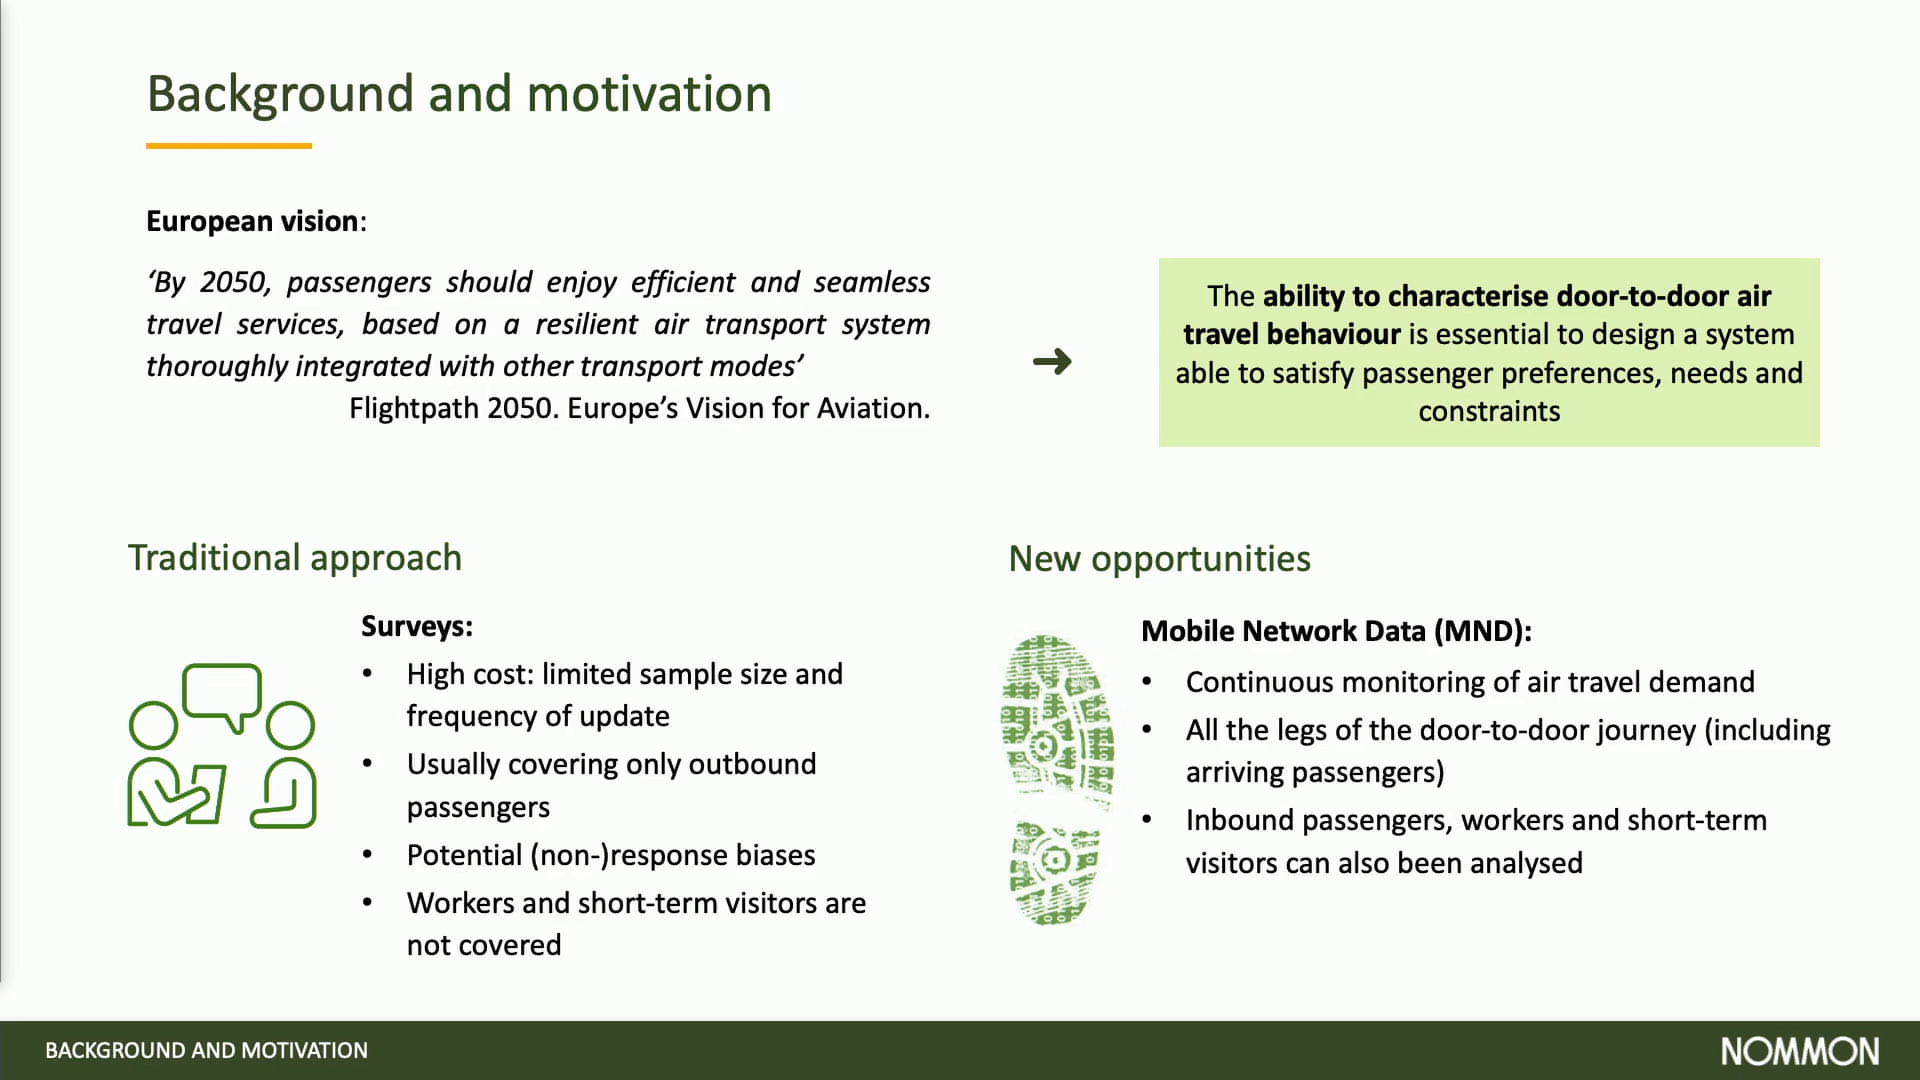 Background and motivation
European vision:
‘By 2050, passengers should enjoy efficient and seamless
travel services, based on a resilient air transport system
thoroughly integrated with other transport modes’
Flightpath 2050. Europe’s Vision for Aviation.
The ability to characterise door-to-door air
travel behaviour is essential to design a system
able to satisfy passenger preferences, needs and
constraints
Traditional approach
Surveys:
• High cost: limited sample size and
frequency of update
• Usually covering only outbound
passengers
• Potential (non-)response biases
• Workers and short-term visitors are
not covered
New opportunities
Mobile Network Data (MND):
• Continuous monitoring of air travel demand
• All the legs of the door-to-door journey (including
arriving passengers)
• Inbound passengers, workers and short-term
visitors can also been analysed
BACKGROUND AND MOTIVATION
NOMMON